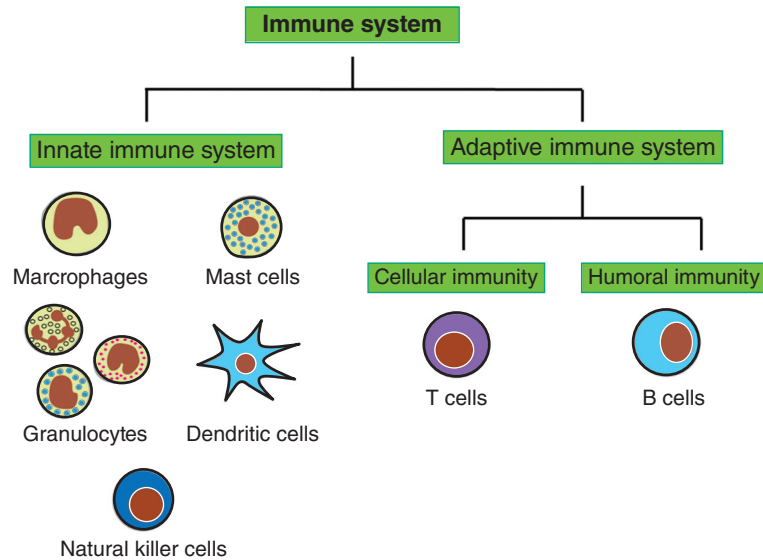 Immune system
Innate immune system
Adaptive immune system
Marcrophages
Mast cells
Cellular immunity
Humoral immunity
Granulocytes
Dendritic cells
T cells
B cells
Natural killer cells